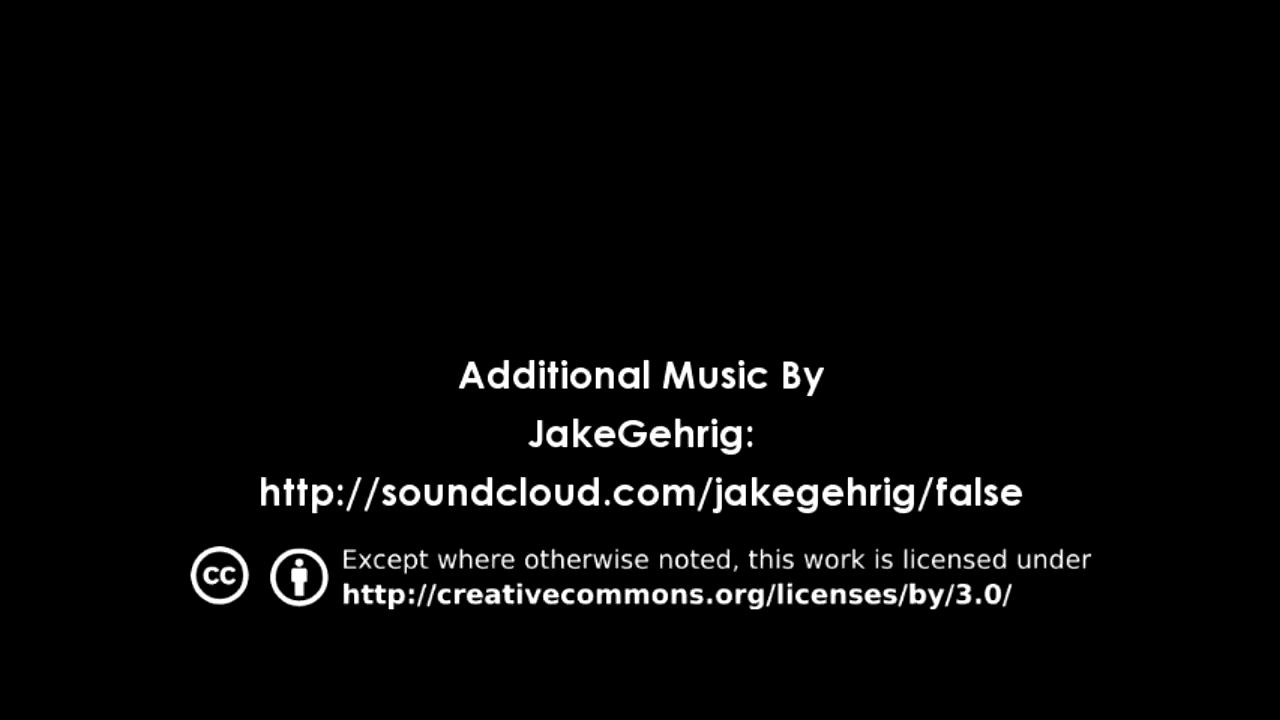 Additional Music By
JakeGehrig:
http://soundcloud.com/jakegehrig/false
cc
Except where otherwise noted, this work is licensed under
http://creativecommons.org/licenses/by/3.0/